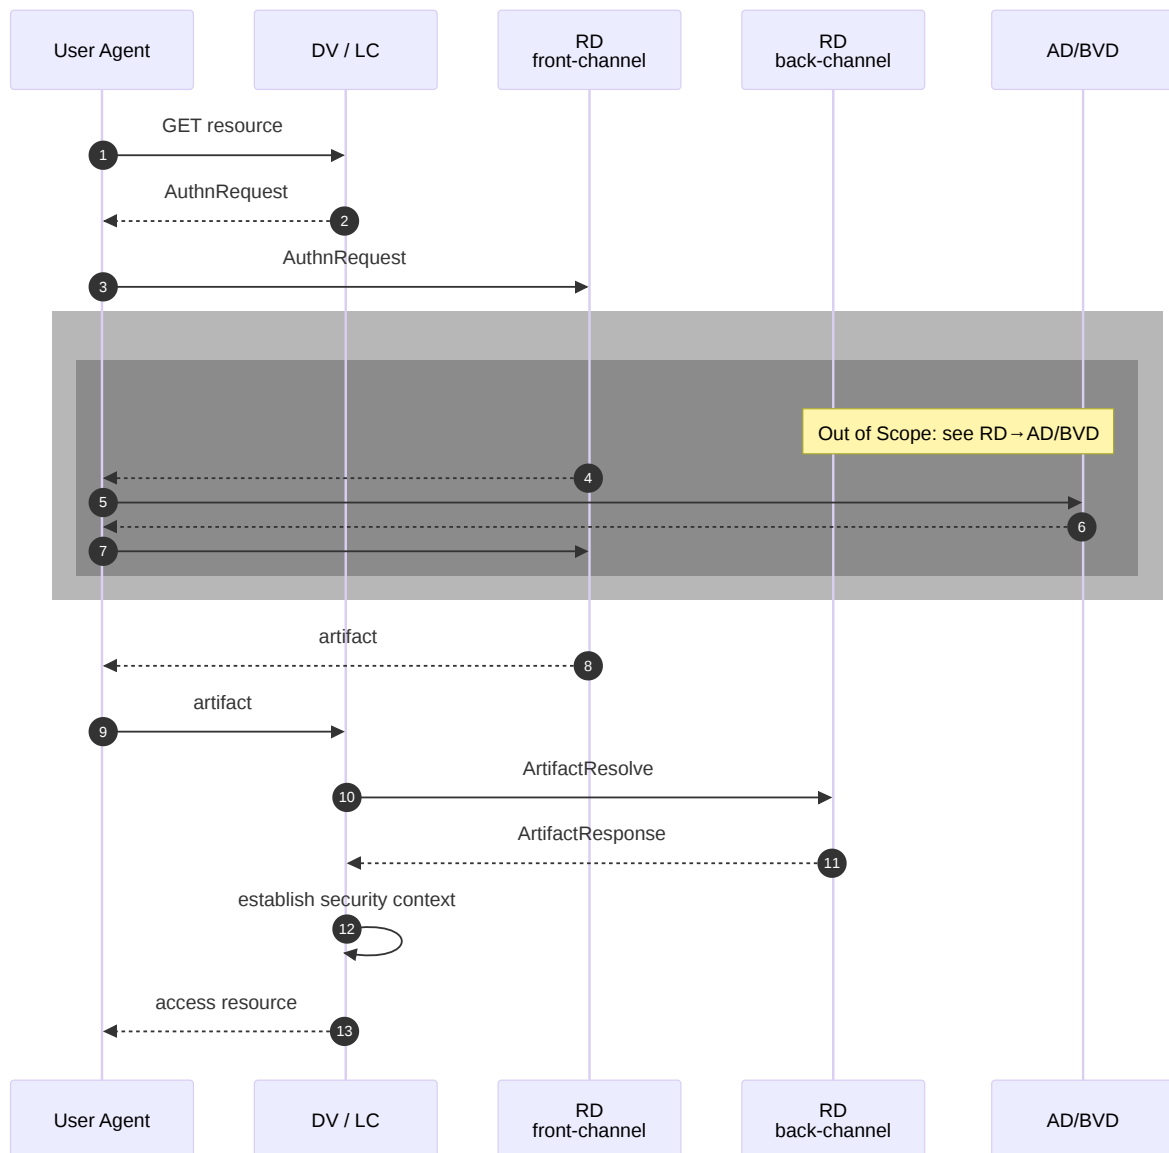 User Agent
DV / LC
RD
front-channel
RD
back-channel
AD/BVD
GET resource
1
AuthnRequest
2
AuthnRequest
3
Out of Scope: see RD→AD/BVD
4
5
6
7
artifact
8
artifact
9
ArtifactResolve
10
ArtifactResponse
11
establish security context
12
access resource
13
User Agent
DV / LC
RD
front-channel
RD
back-channel
AD/BVD